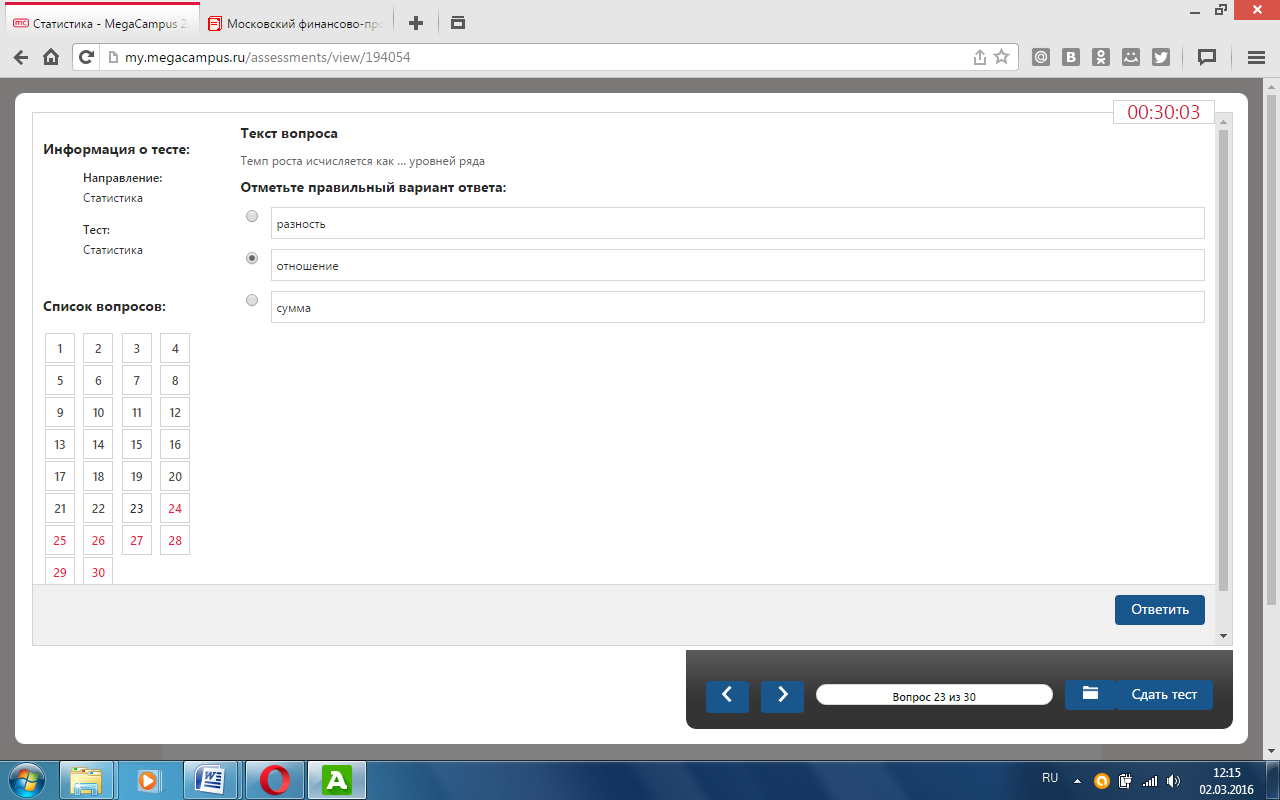 Статистика - MegaCampus 2.
Московский финансово-про
my.megacampus.ru/assessments/view/194054
00:30:03
Информация о тесте:
Направление:
Статистика
Тест:
Статистика
Список вопросов:
1 2 3 4
5 6 7 8
9 10 11 12
13 14 15 16
17 18 19 20
21 22 23 24
25 26 27 28
29 30
Текст вопроса
Темп роста исчисляется как ... уровней ряда
Отметьте правильный вариант ответа:
разность
отношение
сумма
Ответить
Вопрос 23 из 30
Сдать тест
RU
12:15
02.03.2016